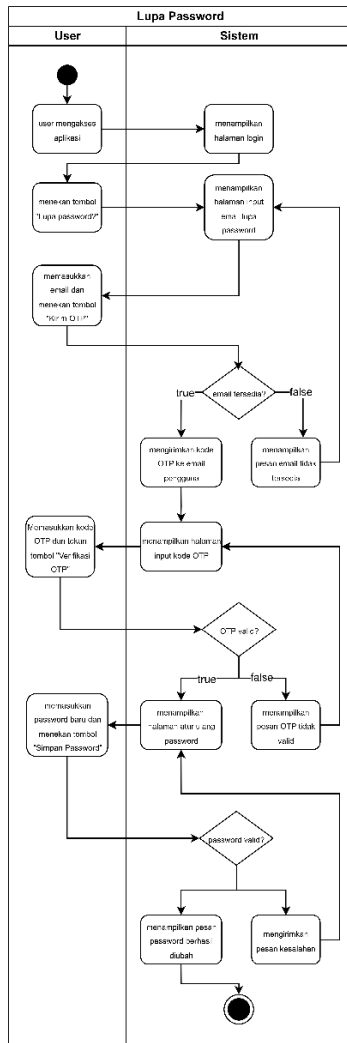 Lupa Password
User
Sistem
user mengakses
aplikasi
menampilkan
halaman login
menekan tombol
"Lupa password?"
menampilkan
halaman input
email lupa
password
memasukkan
email dan
menekan tombol
"Kirim OTP"
email tersedia?
true
false
mengirimkan kode
OTP ke email
pengguna
menampilkan
pesan email tidak
tersedia
Memasukkan kode
OTP dan tekan
tombol "Verifikasi
OTP"
menampilkan halaman
input kode OTP
OTP valid?
true
false
memasukkan
password baru dan
menekan tombol
"Simpan Password"
menampilkan
halaman atur ulang
password
menampilkan
pesan OTP tidak
valid
password valid?
menampilkan pesan
password berhasil
diubah
mengirimkan
pesan kesalahan